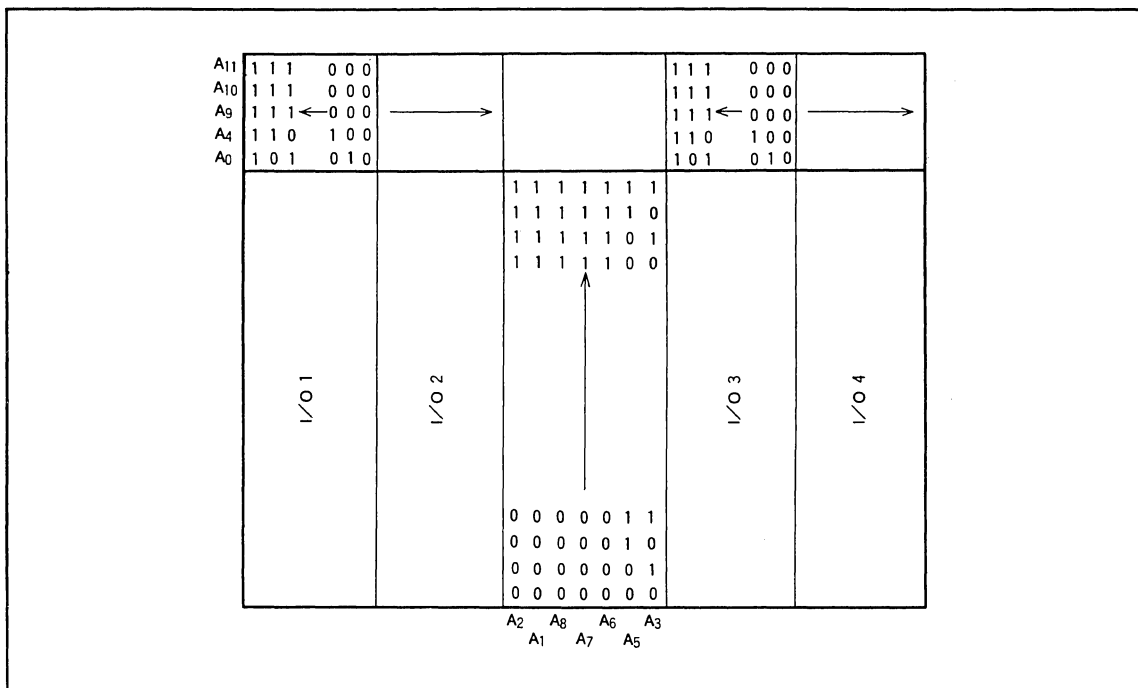 A11 1 1 1 0 0 0 1 1 1 0 0 0
A10 1 1 1 0 0 0 1 1 1 0 0 0
A9 1 1 1 0 0 0 1 1 1 0 0 0
A4 1 1 0 1 0 0 1 1 0 1 0 0
A0 1 0 1 0 1 0 1 0 1 0 1 0
1 1 1 1 1 1 1
1 1 1 1 1 1 0
1 1 1 1 1 0 1
1 1 1 1 1 0 0
I/O 1 I/O 2 I/O 3 I/O 4
0 0 0 0 0 1 1
0 0 0 0 0 1 0
0 0 0 0 0 0 1
0 0 0 0 0 0 0
A2 A8 A6 A3
A1 A7 A5